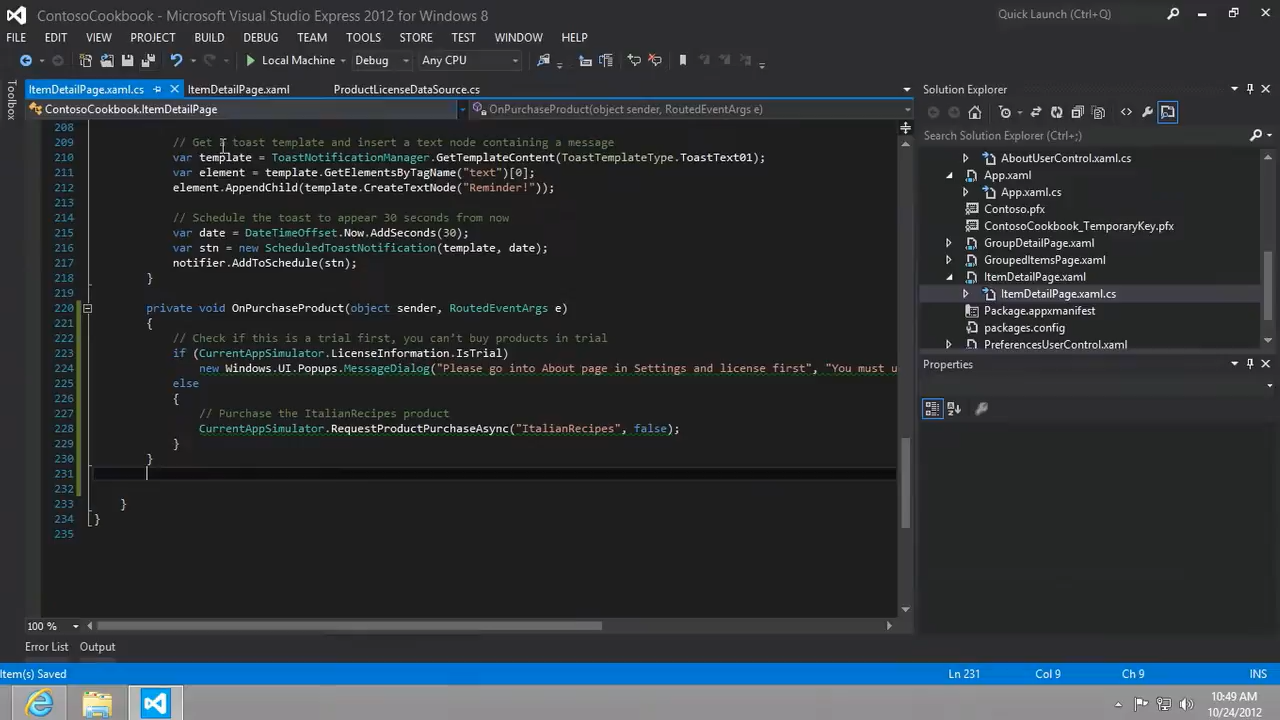 ContosoCookbook - Microsoft Visual Studio Express 2012 for Windows 8
Quick Launch (Ctrl+Q)
FILE EDIT VIEW PROJECT BUILD DEBUG TEAM TOOLS STORE TEST WINDOW HELP
Local Machine Debug Any CPU
Toolbox
ItemDetailPage.xaml.cs ItemDetailPage.xaml ProductLicenseDataSource.cs
ContosoCookbook.ItemDetailPage OnPurchaseProduct(object sender, RoutedEventArgs e)
208
209 // Get a toast template and insert a text node containing a message
210 var template = ToastNotificationManager.GetTemplateContent(ToastTemplateType.ToastText01);
211 var element = template.GetElementsByTagName("text")[0];
212 element.AppendChild(template.CreateTextNode("Reminder!"));
213
214 // Schedule the toast to appear 30 seconds from now
215 var date = DateTimeOffset.Now.AddSeconds(30);
216 var stn = new ScheduledToastNotification(template, date);
217 notifier.AddToSchedule(stn);
218 }
219
220 private void OnPurchaseProduct(object sender, RoutedEventArgs e)
221 {
222 // Check if this is a trial first, you can't buy products in trial
223 if (CurrentAppSimulator.LicenseInformation.IsTrial)
224 new Windows.UI.Popups.MessageDialog("Please go into About page in Settings and license first", "You must u
225 else
226 {
227 // Purchase the ItalianRecipes product
228 CurrentAppSimulator.RequestProductPurchaseAsync("ItalianRecipes", false);
229 }
230 }
231
232
233 }
234 }
235
100 %
Solution Explorer
Search Solution Explorer (Ctrl+;)
AboutUserControl.xaml.cs
App.xaml
App.xaml.cs
Contoso.pfx
ContosoCookbook_TemporaryKey.pfx
GroupDetailPage.xaml
GroupedItemsPage.xaml
ItemDetailPage.xaml
ItemDetailPage.xaml.cs
Package.appxmanifest
packages.config
PreferencesUserControl.xaml
Properties
Error List Output
Item(s) Saved Ln 231 Col 9 Ch 9 INS
10:49 AM
10/24/2012